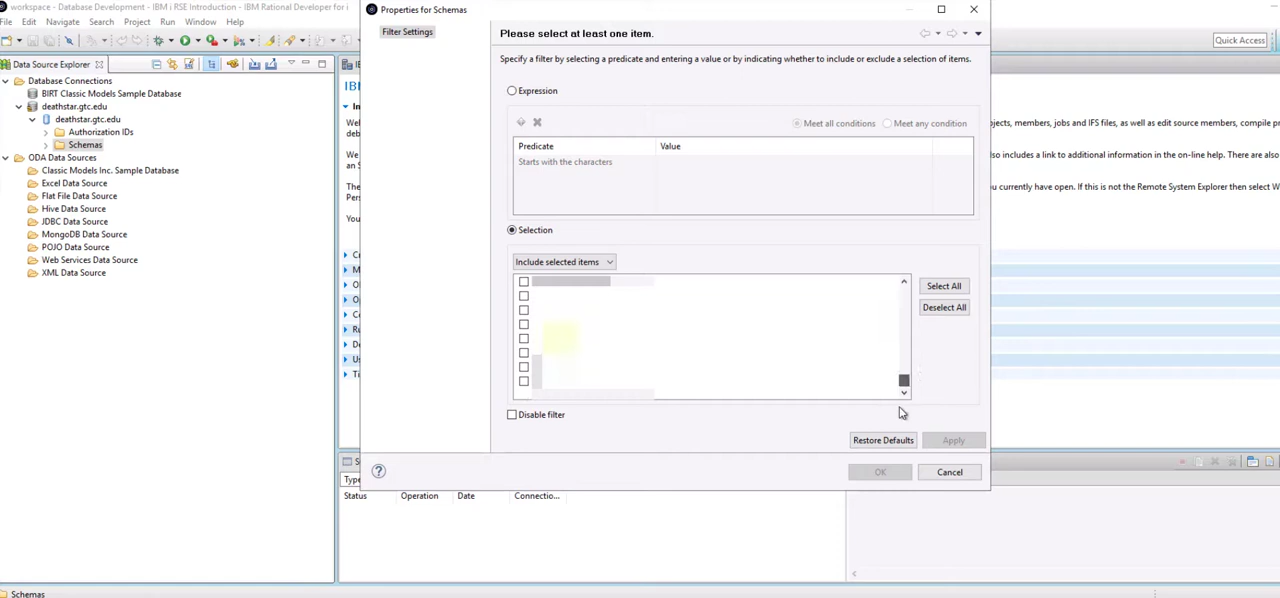 workspace - Database Development - IBM i RSE Introduction - IBM Rational Developer for i
File Edit Navigate Search Project Run Window Help
Quick Access
Data Source Explorer
Database Connections
BIRT Classic Models Sample Database
deathstar.gtc.edu
deathstar.gtc.edu
Authorization IDs
Schemas
ODA Data Sources
Classic Models Inc. Sample Database
Excel Data Source
Flat File Data Source
Hive Data Source
JDBC Data Source
MongoDB Data Source
POJO Data Source
Web Services Data Source
XML Data Source
Properties for Schemas
Filter Settings
Please select at least one item.
Specify a filter by selecting a predicate and entering a value or by indicating whether to include or exclude a selection of items.
Expression
Meet all conditions Meet any condition
Predicate Value
Starts with the characters
Selection
Include selected items
Select All
Deselect All
Disable filter
Restore Defaults Apply
? OK Cancel
ojects, members, jobs and IFS files, as well as edit source members, compile pr
lso includes a link to additional information in the on-line help. There are als
u currently have open. If this is not the Remote System Explorer then select W
Status Operation Date Connectio...
Schemas